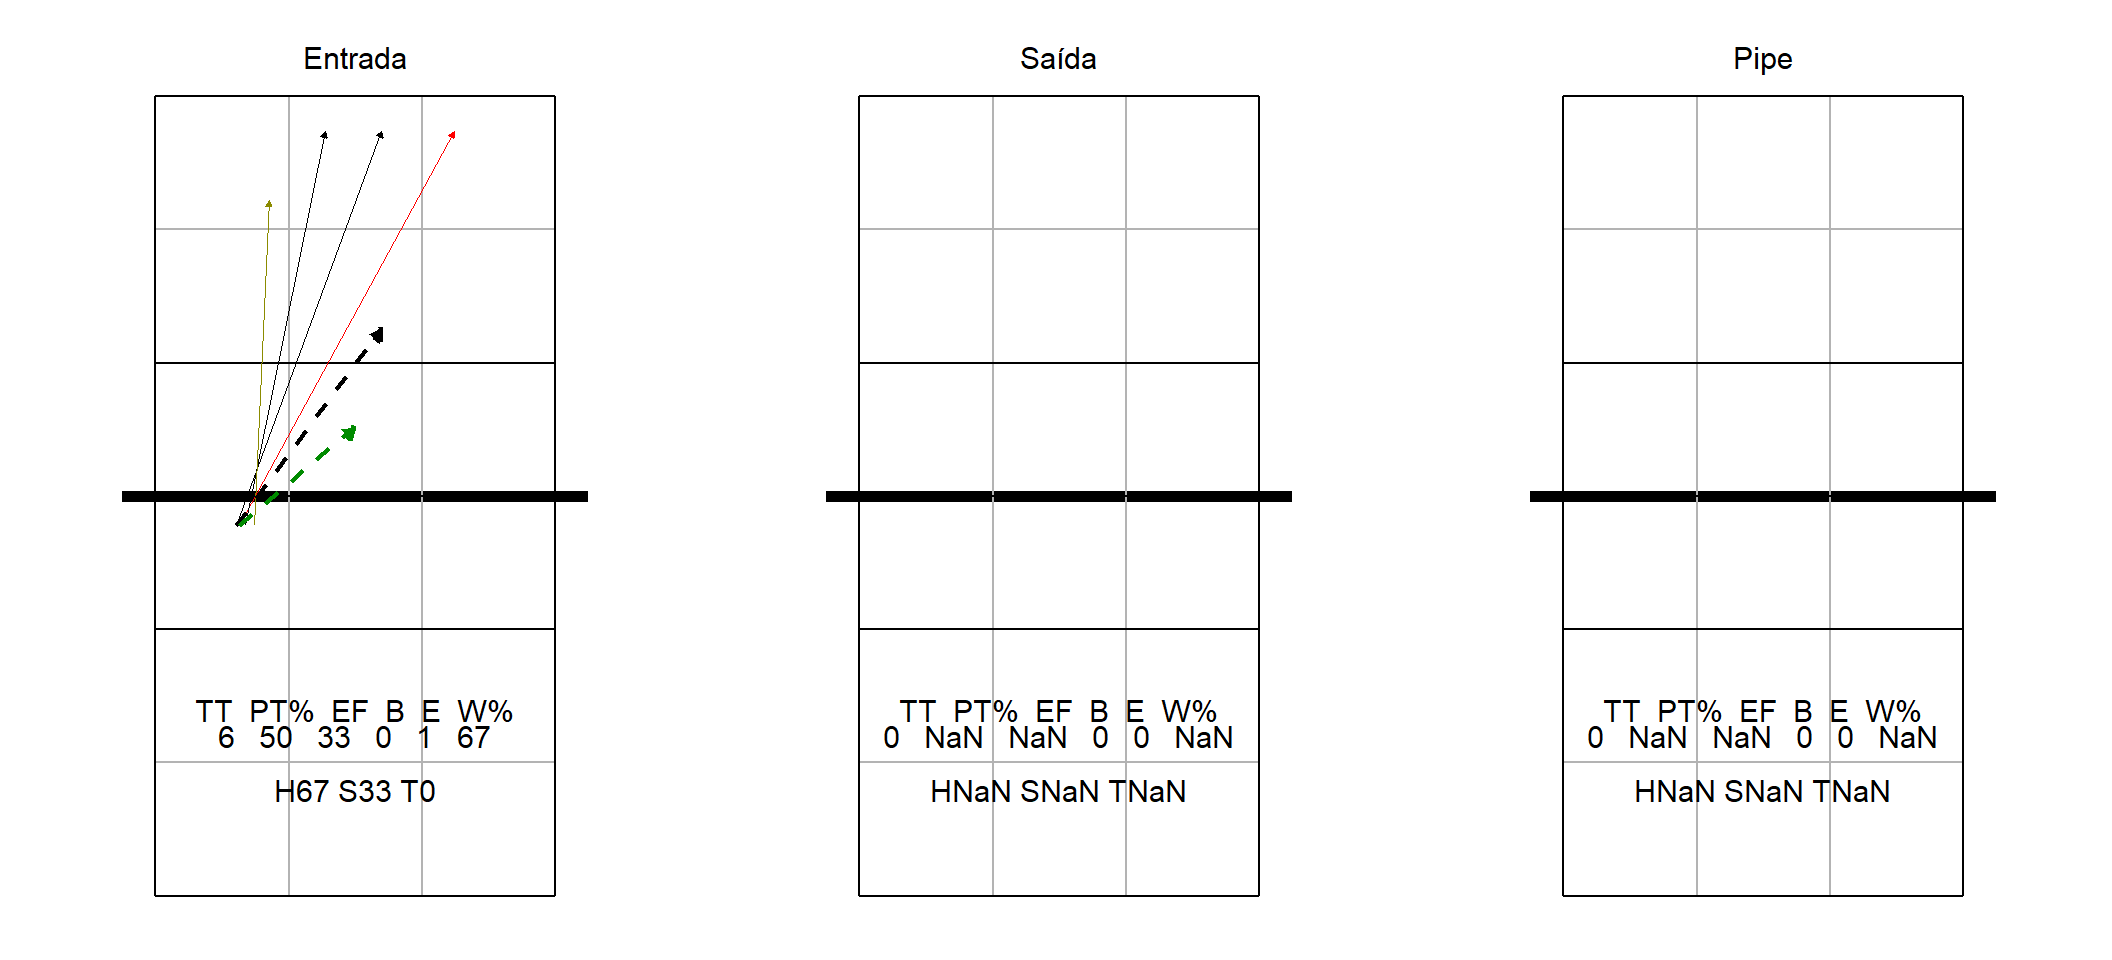 Entrada
TT PT% EF B E W%
6 50 33 0 1 67
H67 S33 T0
Saída
TT PT% EF B E W%
0 NaN NaN 0 0 NaN
HNaN SNaN TNaN
Pipe
TT PT% EF B E W%
0 NaN NaN 0 0 NaN
HNaN SNaN TNaN